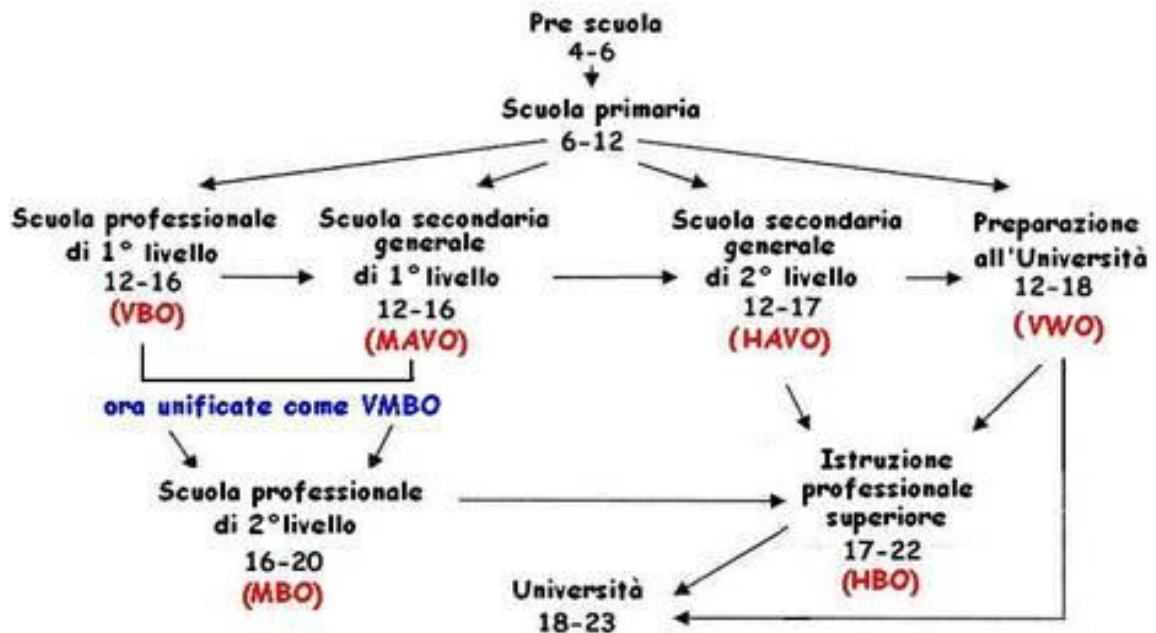 Pre scuola
4-6
Scuola primaria
6-12
Scuola professionale
di 1° livello
12-16
(VBO)
Scuola secondaria
generale
di 1° livello
12-16
(MAVO)
Scuola secondaria
generale
di 2° livello
12-17
(HAVO)
Preparazione
all'Università
12-18
(VWO)
ora unificate come VMBO
Scuola professionale
di 2°livello
16-20
(MBO)
Istruzione
professionale
superiore
17-22
(HBO)
Università
18-23